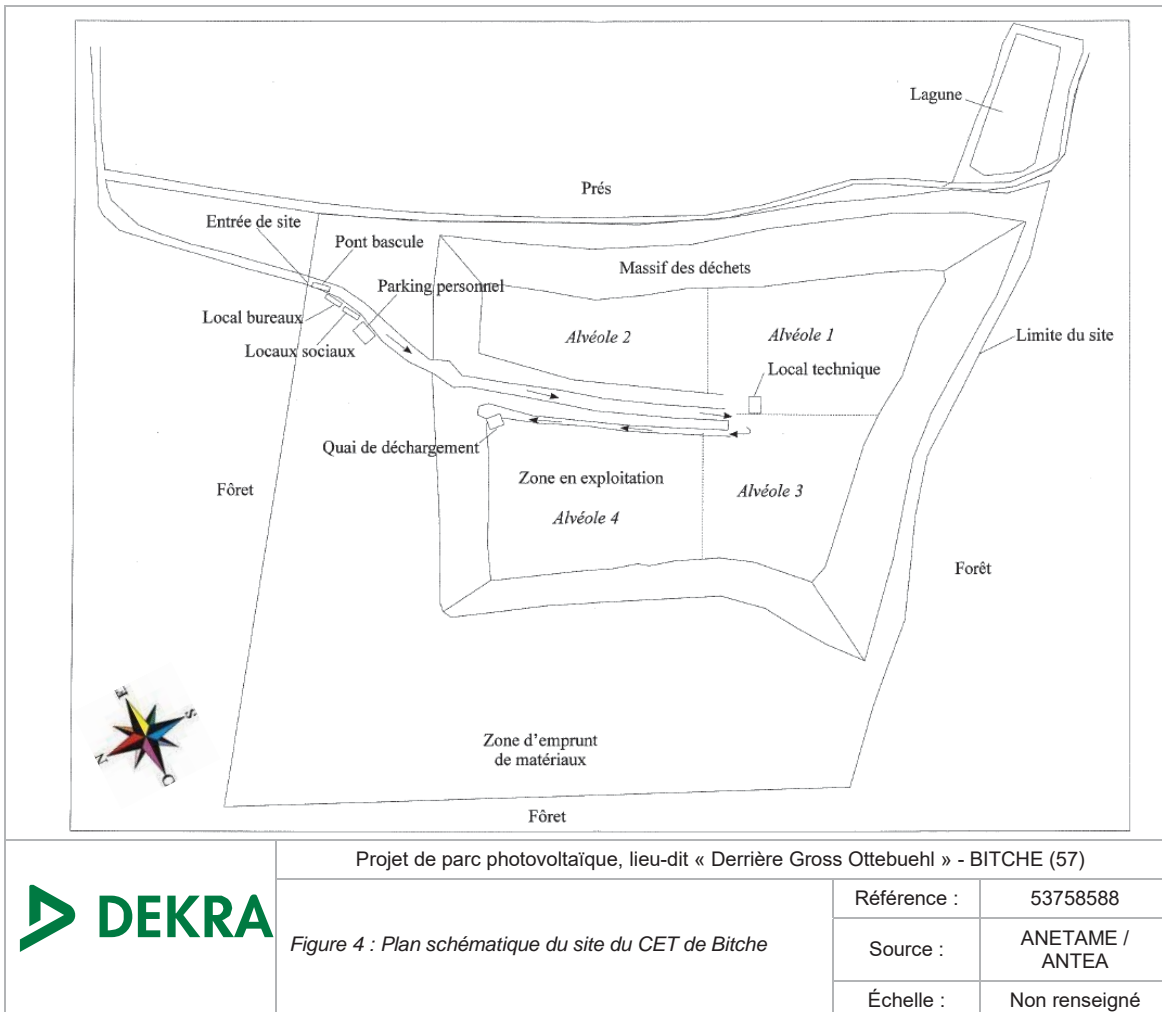 Lagune
Prés
Entrée de site
Pont bascule
Massif des déchets
Parking personnel
Local bureaux
Alvéole 2
Alvéole 1
Limite du site
Locaux sociaux
Local technique
Quai de déchargement
Zone en exploitation
Fôret
Alvéole 3
Alvéole 4
Forêt
E
S
N
O
Zone d'emprunt
de matériaux
Fôret
Projet de parc photovoltaïque, lieu-dit « Derrière Gross Ottebuehl » - BITCHE (57)
DEKRA
Figure 4 : Plan schématique du site du CET de Bitche
Référence :
53758588
Source :
ANETAME /
ANTEA
Échelle :
Non renseigné